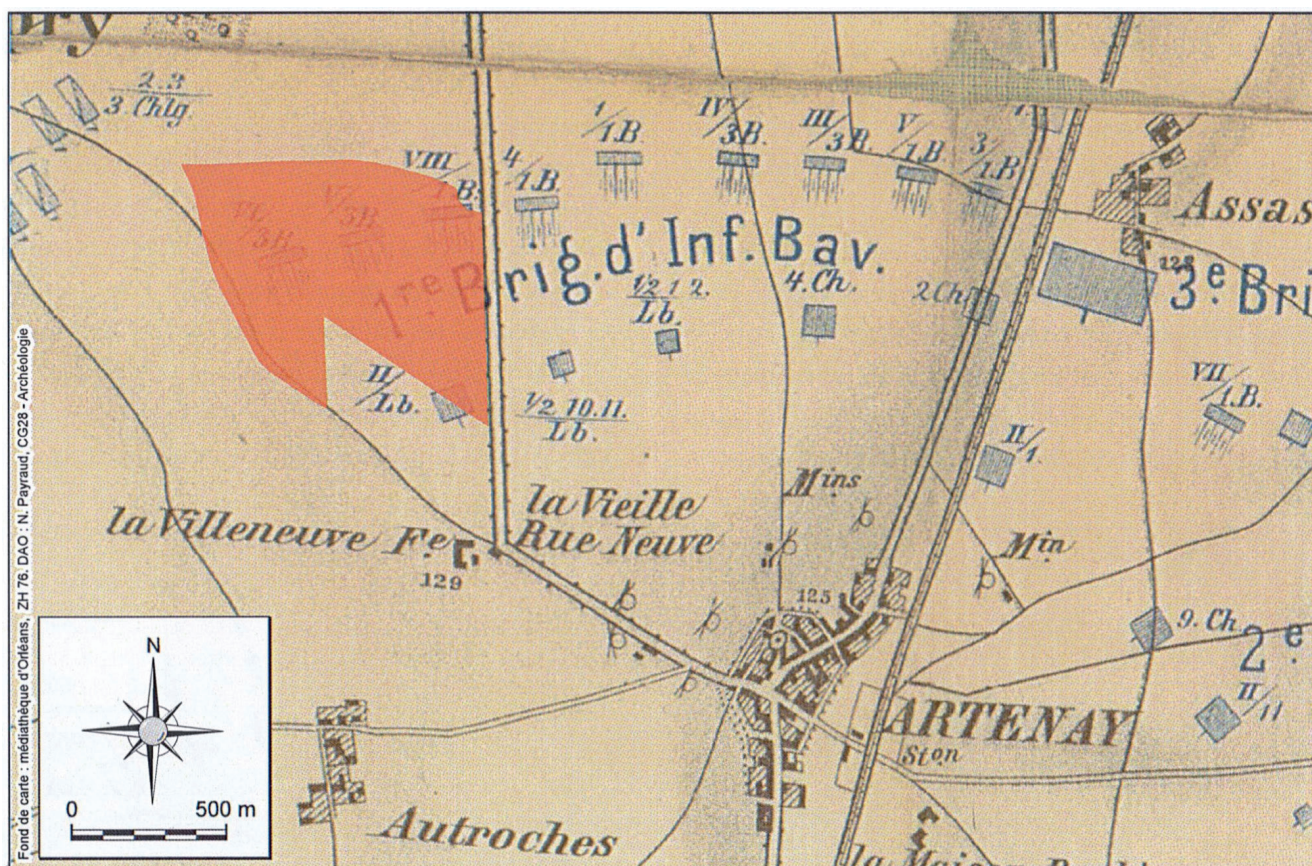 ry
2.3
3.Chlg.
VIII/1.B.
VI/3B.
V/3B.
4/1.B.
1/1.B.
IV/3.B.
III/3.B.
V/1.B
3/1.B
Assas
128
1re Brig. d' Inf. Bav.
3e. Bri
1/2 1 2.
Lb.
4. Ch.
2Ch
II/Lb.
1/2 10.11.
Lb.
VII/1.B.
II/1.
la Vieille
Rue Neuve
Mins
Min
la Villeneuve Fe
129
125
9. Ch
2e
II/11
ARTENAY
Ston
Autroches
N
0 500 m
Fond de carte : médiathèque d'Orléans, ZH 76. DAO : N. Payraud, CG28 - Archéologie